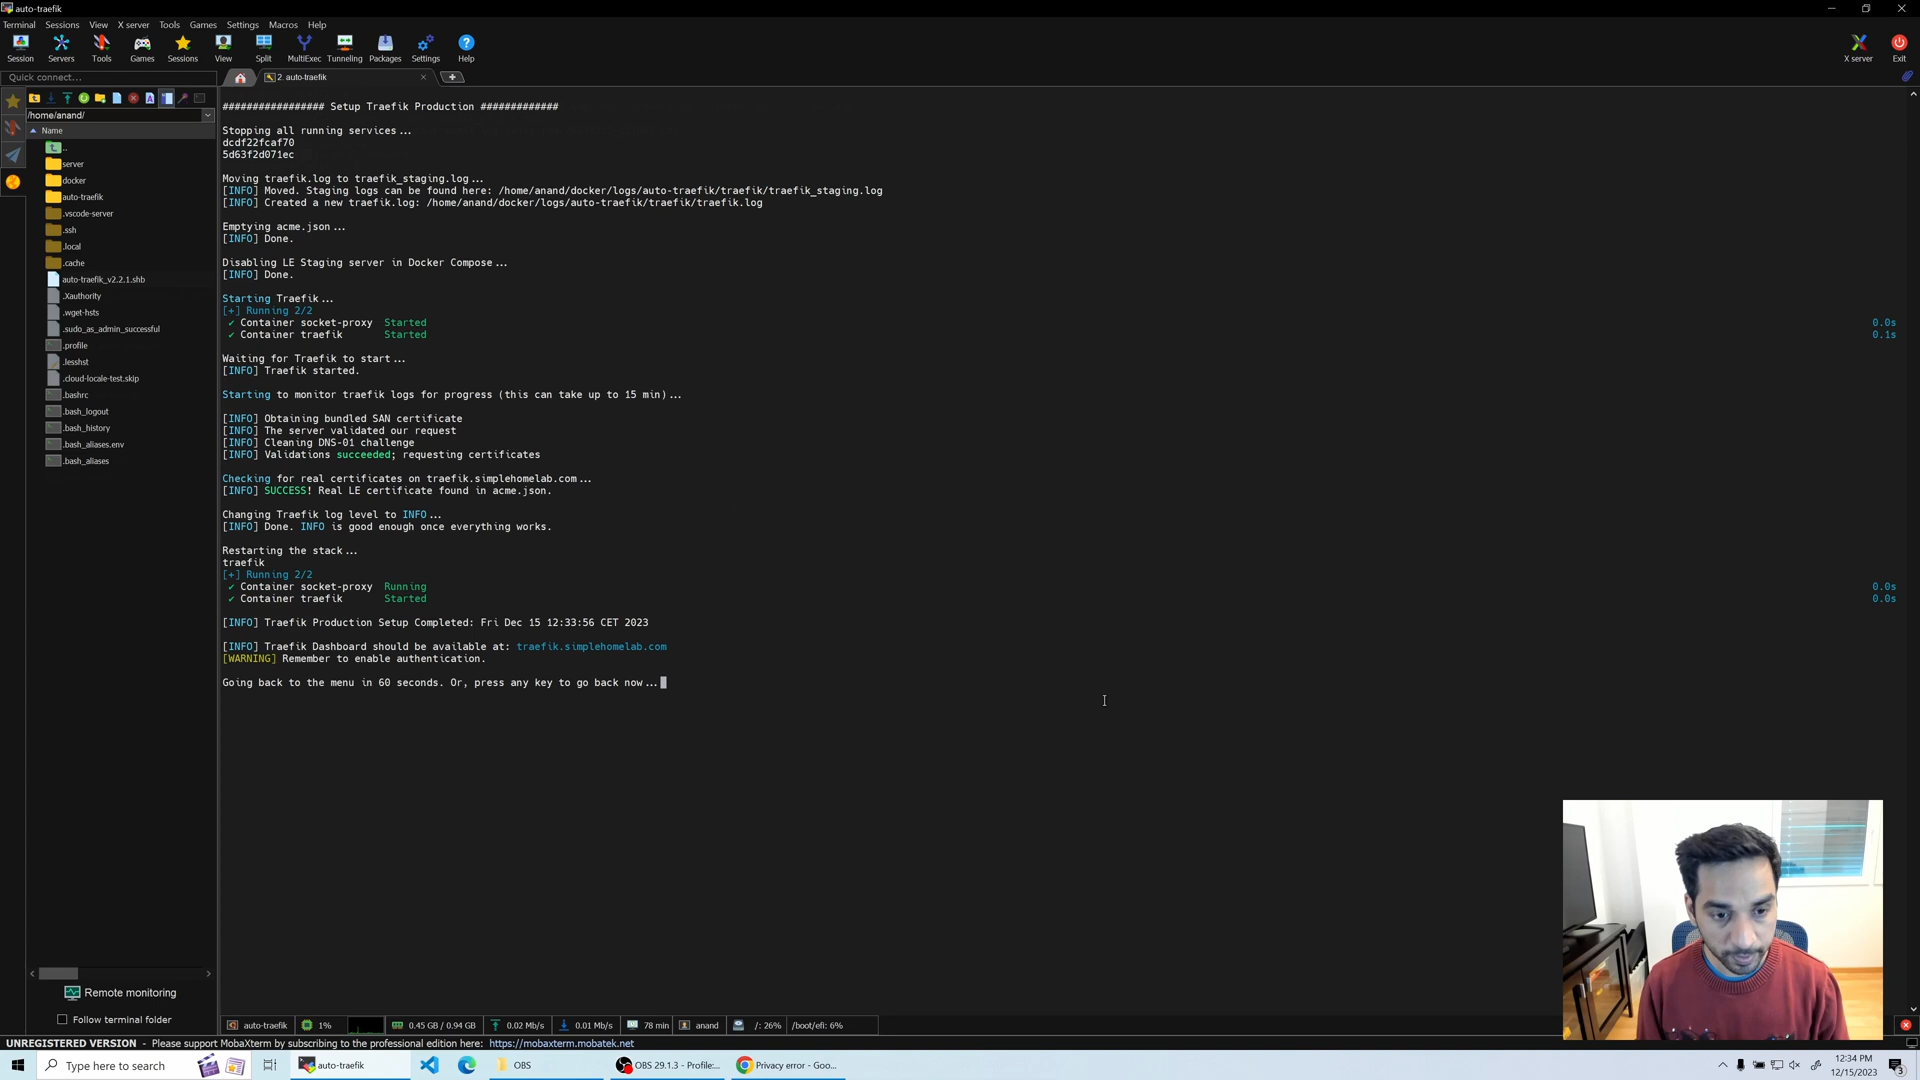 auto-traefik
Terminal Sessions View X server Tools Games Settings Macros Help
Session Servers Tools Games Sessions View Split MultiExec Tunneling Packages Settings Help X server Exit
Quick connect...
2. auto-traefik
/home/anand/
Name
..
server
docker
auto-traefik
.vscode-server
.ssh
.local
.cache
auto-traefik_v2.2.1.shb
.Xauthority
.wget-hsts
.sudo_as_admin_successful
.profile
.lesshst
.cloud-locale-test.skip
.bashrc
.bash_logout
.bash_history
.bash_aliases.env
.bash_aliases
Remote monitoring
Follow terminal folder
################# Setup Traefik Production #############
Stopping all running services...
dcdf22fcaf70
5d63f2d071ec
Moving traefik.log to traefik_staging.log...
[INFO] Moved. Staging logs can be found here: /home/anand/docker/logs/auto-traefik/traefik/traefik_staging.log
[INFO] Created a new traefik.log: /home/anand/docker/logs/auto-traefik/traefik/traefik.log
Emptying acme.json...
[INFO] Done.
Disabling LE Staging server in Docker Compose...
[INFO] Done.
Starting Traefik...
[+] Running 2/2
✔ Container socket-proxy Started 0.0s
✔ Container traefik Started 0.1s
Waiting for Traefik to start...
[INFO] Traefik started.
Starting to monitor traefik logs for progress (this can take up to 15 min)...
[INFO] Obtaining bundled SAN certificate
[INFO] The server validated our request
[INFO] Cleaning DNS-01 challenge
[INFO] Validations succeeded; requesting certificates
Checking for real certificates on traefik.simplehomelab.com...
[INFO] SUCCESS! Real LE certificate found in acme.json.
Changing Traefik log level to INFO...
[INFO] Done. INFO is good enough once everything works.
Restarting the stack...
traefik
[+] Running 2/2
✔ Container socket-proxy Running 0.0s
✔ Container traefik Started 0.0s
[INFO] Traefik Production Setup Completed: Fri Dec 15 12:33:56 CET 2023
[INFO] Traefik Dashboard should be available at: traefik.simplehomelab.com
[WARNING] Remember to enable authentication.
Going back to the menu in 60 seconds. Or, press any key to go back now...
auto-traefik 1% 0.45 GB / 0.94 GB 0.02 Mb/s 0.01 Mb/s 78 min anand /: 26% /boot/efi: 6%
UNREGISTERED VERSION - Please support MobaXterm by subscribing to the professional edition here: https://mobaxterm.mobatek.net
Type here to search
auto-traefik
OBS
OBS 29.1.3 - Profile:...
Privacy error - Goo...
12:34 PM
12/15/2023
3